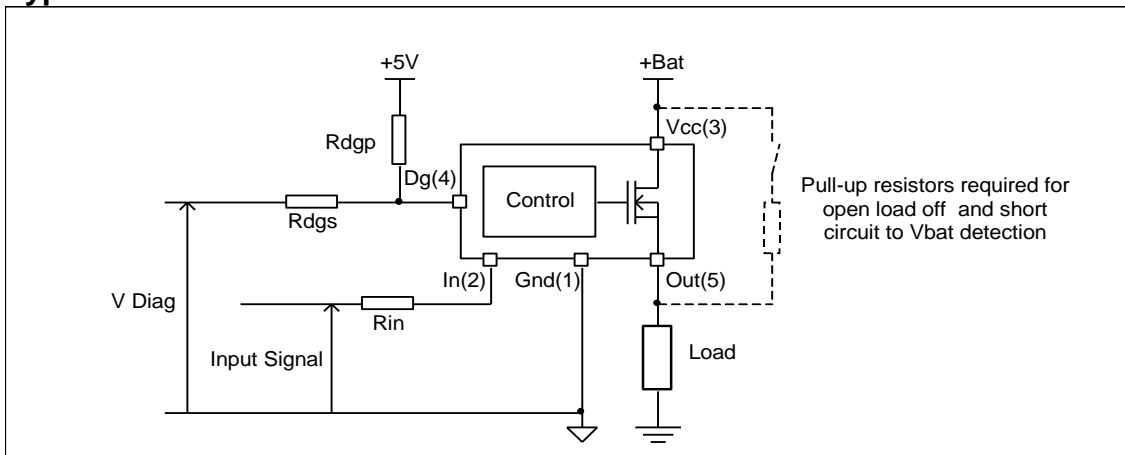 +5V
+Bat
Rdgp
Vcc(3)
Dg(4)
Control
Rdgs
Pull-up resistors required for
open load off and short
circuit to Vbat detection
In(2)
Gnd(1)
Out(5)
V Diag
Rin
Input Signal
Load